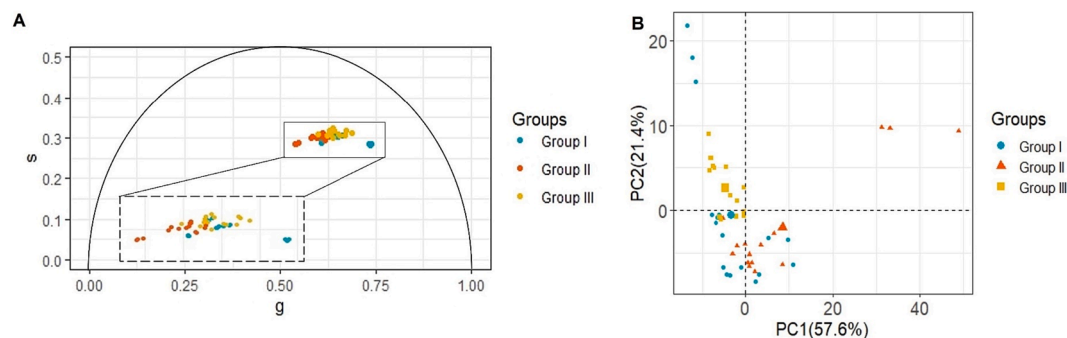 A
s
0.5
0.4
0.3
0.2
0.1
0.0
0.00
0.25
0.50
0.75
1.00
g
Groups
Group I
Group II
Group III
B
PC2(21.4%)
20
10
0
0
20
40
PC1(57.6%)
Groups
Group I
Group II
Group III